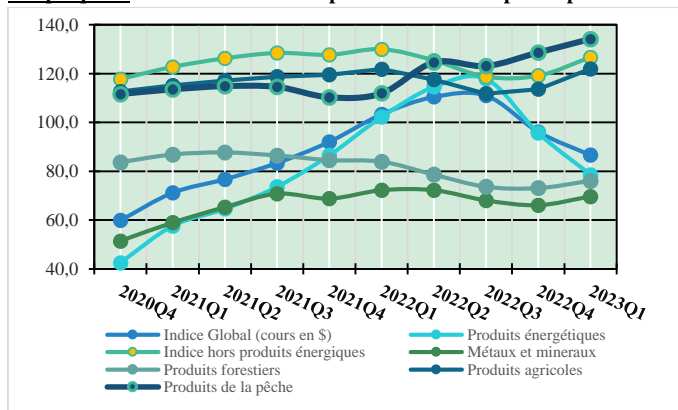 140,0
120,0
100,0
80,0
60,0
40,0
2020Q4
2021Q1
2021Q2
2021Q3
2021Q4
2022Q1
2022Q2
2022Q3
2022Q4
2023Q1
Indice Global (cours en $)
Produits énergétiques
Indice hors produits énergiques
Métaux et mineraux
Produits forestiers
Produits agricoles
Produits de la pêche